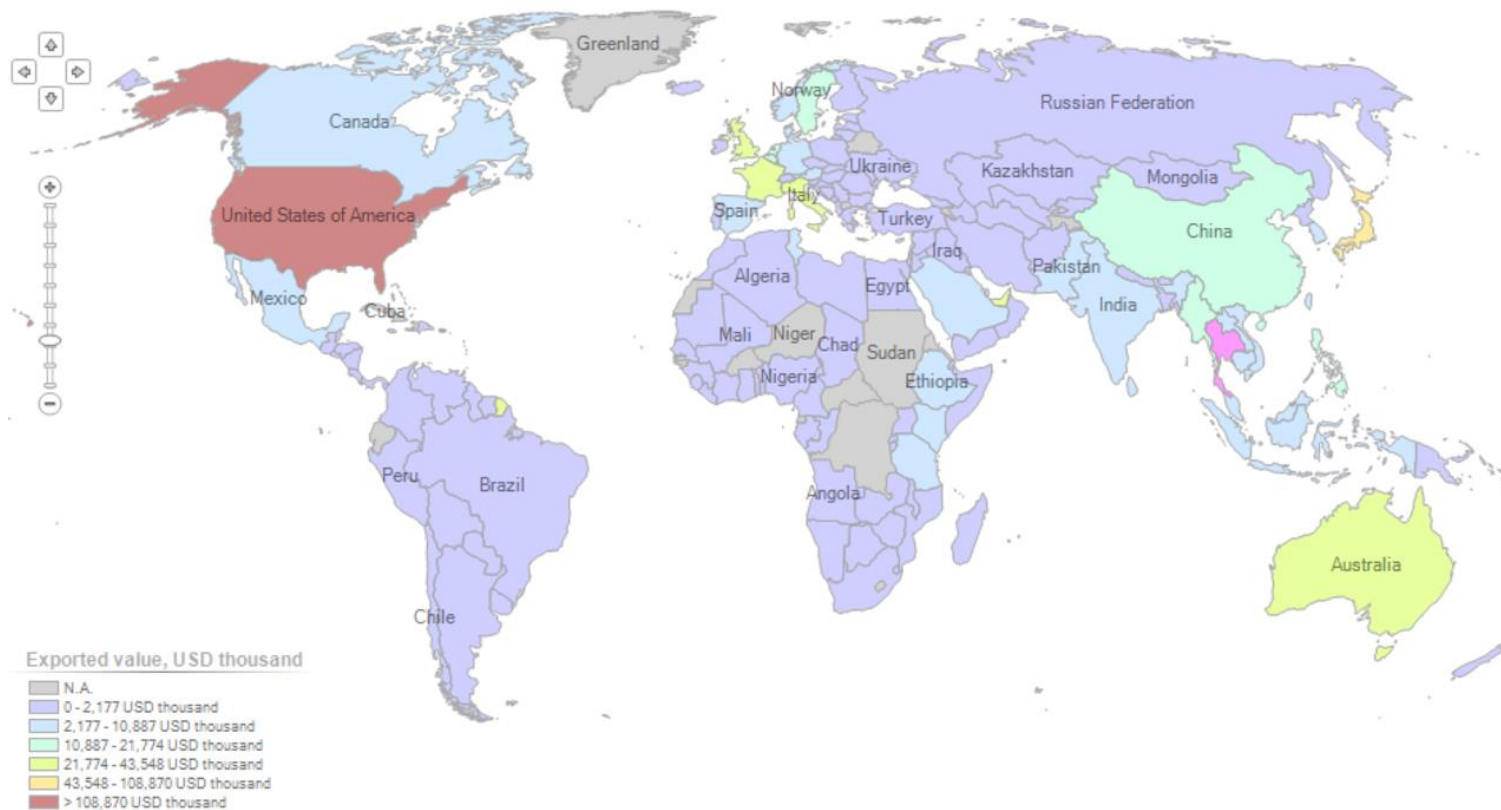 Greenland
Norway
Russian Federation
Canada
Ukraine
Kazakhstan
Mongolia
Italy
United States of America
Spain
Turkey
China
Iraq
Algeria
Pakistan
Egypt
Mexico
India
Cuba
Mali
Niger
Chad
Sudan
Nigeria
Ethiopia
Peru
Brazil
Angola
Australia
Chile
Exported value, USD thousand
N.A.
0 - 2,177 USD thousand
2,177 - 10,887 USD thousand
10,887 - 21,774 USD thousand
21,774 - 43,548 USD thousand
43,548 - 108,870 USD thousand
> 108,870 USD thousand